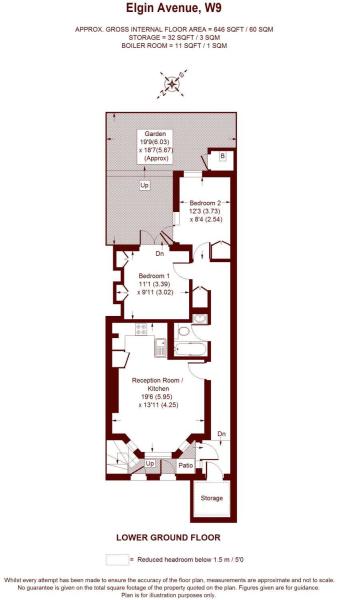 Elgin Avenue, W9
APPROX. GROSS INTERNAL FLOOR AREA = 646 SQFT / 60 SQM
STORAGE = 32 SQFT / 3 SQM
BOILER ROOM = 11 SQFT / 1 SQM
Garden
19'9(6.03)
x 18'7(5.67)
(Approx)
B
Up
Bedroom 2
12'3 (3.73)
x 8'4 (2.54)
Dn
Bedroom 1
11'1 (3.39)
x 9'11 (3.02)
Reception Room /
Kitchen
19'6 (5.95)
x 13'11 (4.25)
Dn
Up
Patio
Storage
LOWER GROUND FLOOR
= Reduced headroom below 1.5 m / 5'0
Whilst every attempt has been made to ensure the accuracy of the floor plan, measurements are approximate and not to scale.
No guarantee is given on the total square footage of the property quoted on the plan. Figures given are for guidance.
Plan is for illustration purposes only.